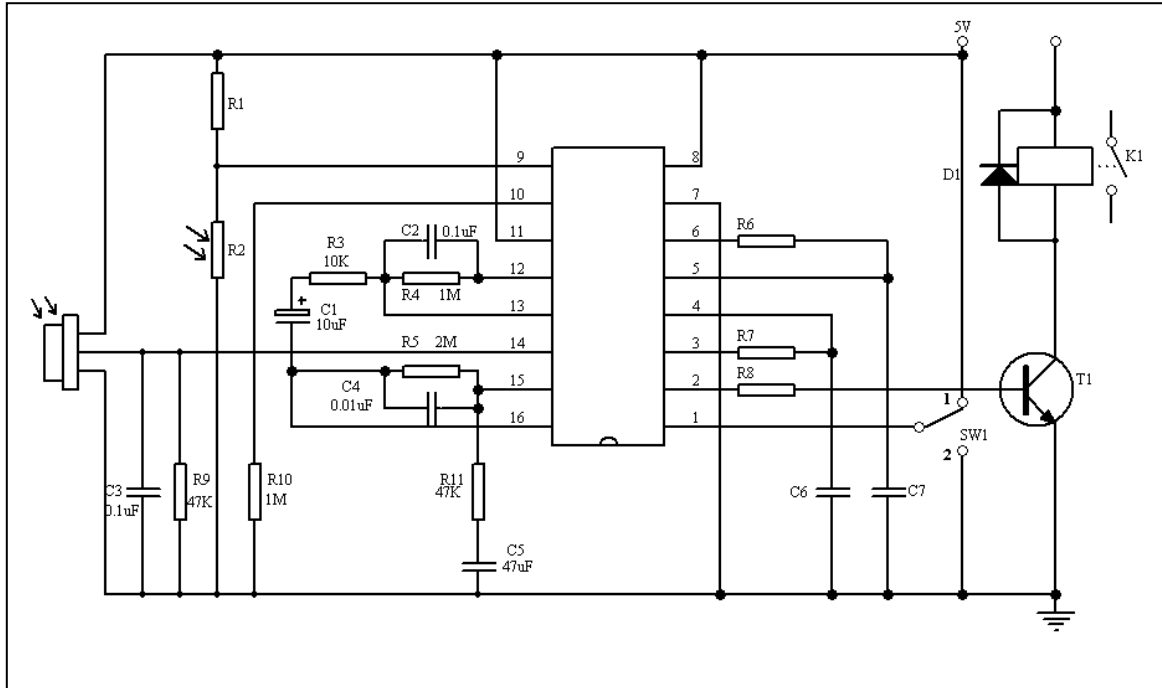 5V
R1
9
8
D1
K1
10
7
C2
0.1uF
R3
10K
11
6
R6
R2
12
5
R4 1M
C1
10uF
+
13
4
R5 2M
14
3
R7
C4
0.01uF
15
2
R8
T1
16
1
1
SW1
2
C3
0.1uF
R9
47K
R10
1M
R11
47K
C6
C7
C5
47uF